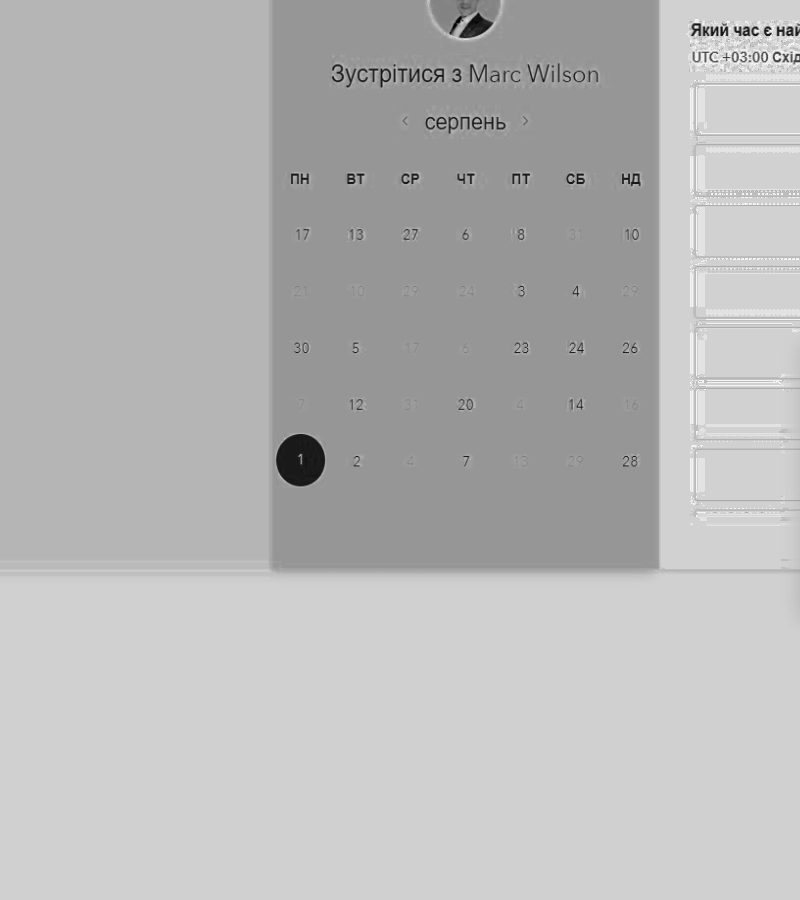 Який час є най
UTC +03:00 Схід
Зустрітися з Marc Wilson
‹ серпень ›
ПН ВТ СР ЧТ ПТ СБ НД
17 13 27 6 8 31 10
21 10 29 24 3 4 29
30 5 17 6 23 24 26
7 12 31 20 4 14 16
1 2 4 7 13 29 28